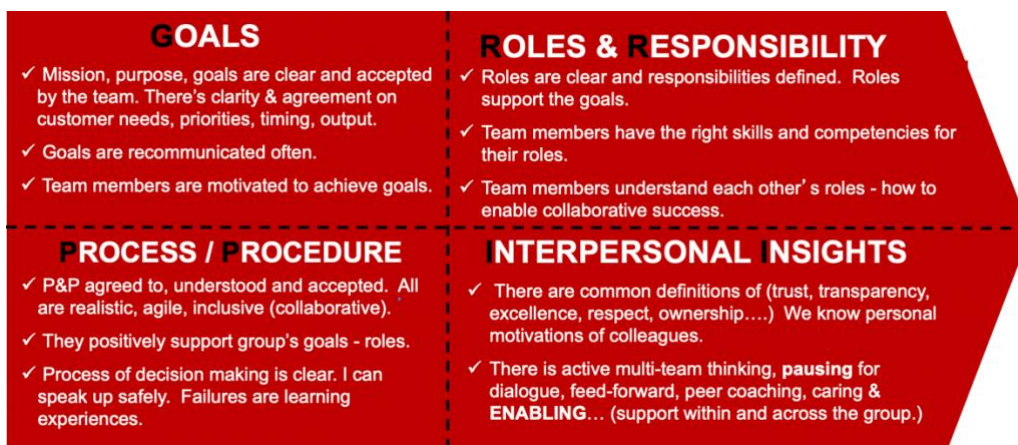 GOALS
✓ Mission, purpose, goals are clear and accepted
by the team. There's clarity & agreement on
customer needs, priorities, timing, output.
✓ Goals are recommunicated often.
✓ Team members are motivated to achieve goals.
ROLES & RESPONSIBILITY
✓ Roles are clear and responsibilities defined. Roles
support the goals.
✓ Team members have the right skills and competencies for
their roles.
✓ Team members understand each other's roles - how to
enable collaborative success.
PROCESS / PROCEDURE
✓ P&P agreed to, understood and accepted. All
are realistic, agile, inclusive (collaborative).
✓ They positively support group's goals - roles.
✓ Process of decision making is clear. I can
speak up safely. Failures are learning
experiences.
INTERPERSONAL INSIGHTS
✓ There are common definitions of (trust, transparency,
excellence, respect, ownership....) We know personal
motivations of colleagues.
✓ There is active multi-team thinking, pausing for
dialogue, feed-forward, peer coaching, caring &
ENABLING... (support within and across the group.)